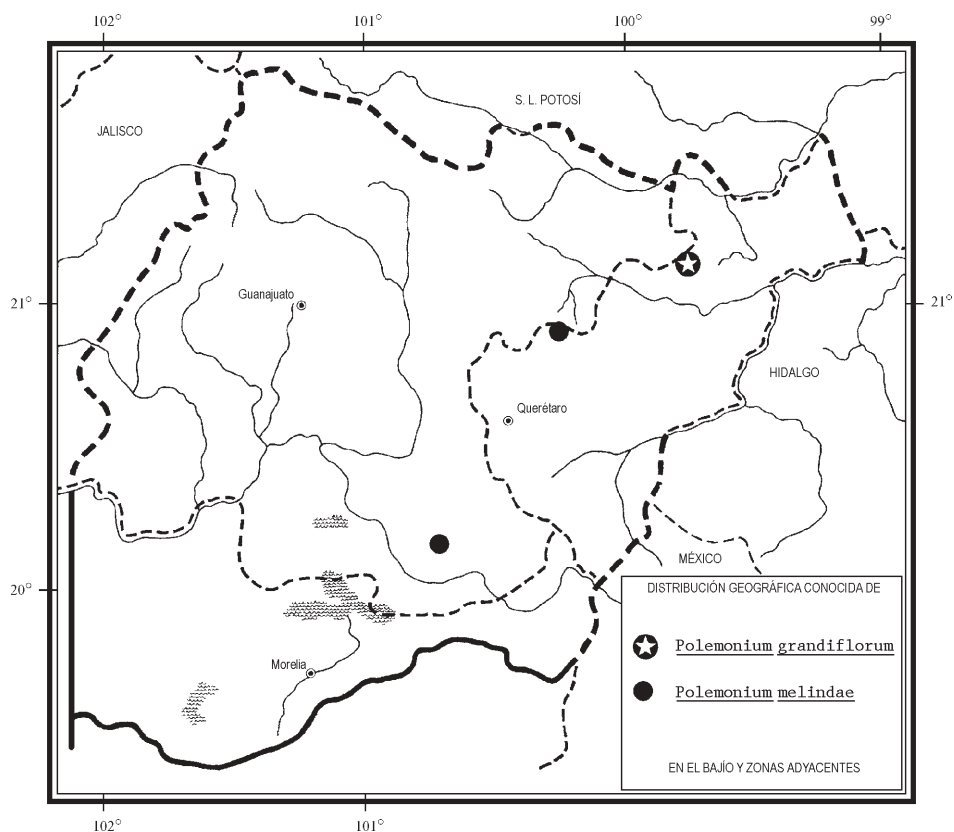 102° 101° 100° 99°
S. L. POTOSÍ
JALISCO
Guanajuato
21° 21°
HIDALGO
Querétaro
MÉXICO
20°
DISTRIBUCIÓN GEOGRÁFICA CONOCIDA DE
Polemonium grandiflorum
Morelia
Polemonium melindae
EN EL BAJÍO Y ZONAS ADYACENTES
102° 101°